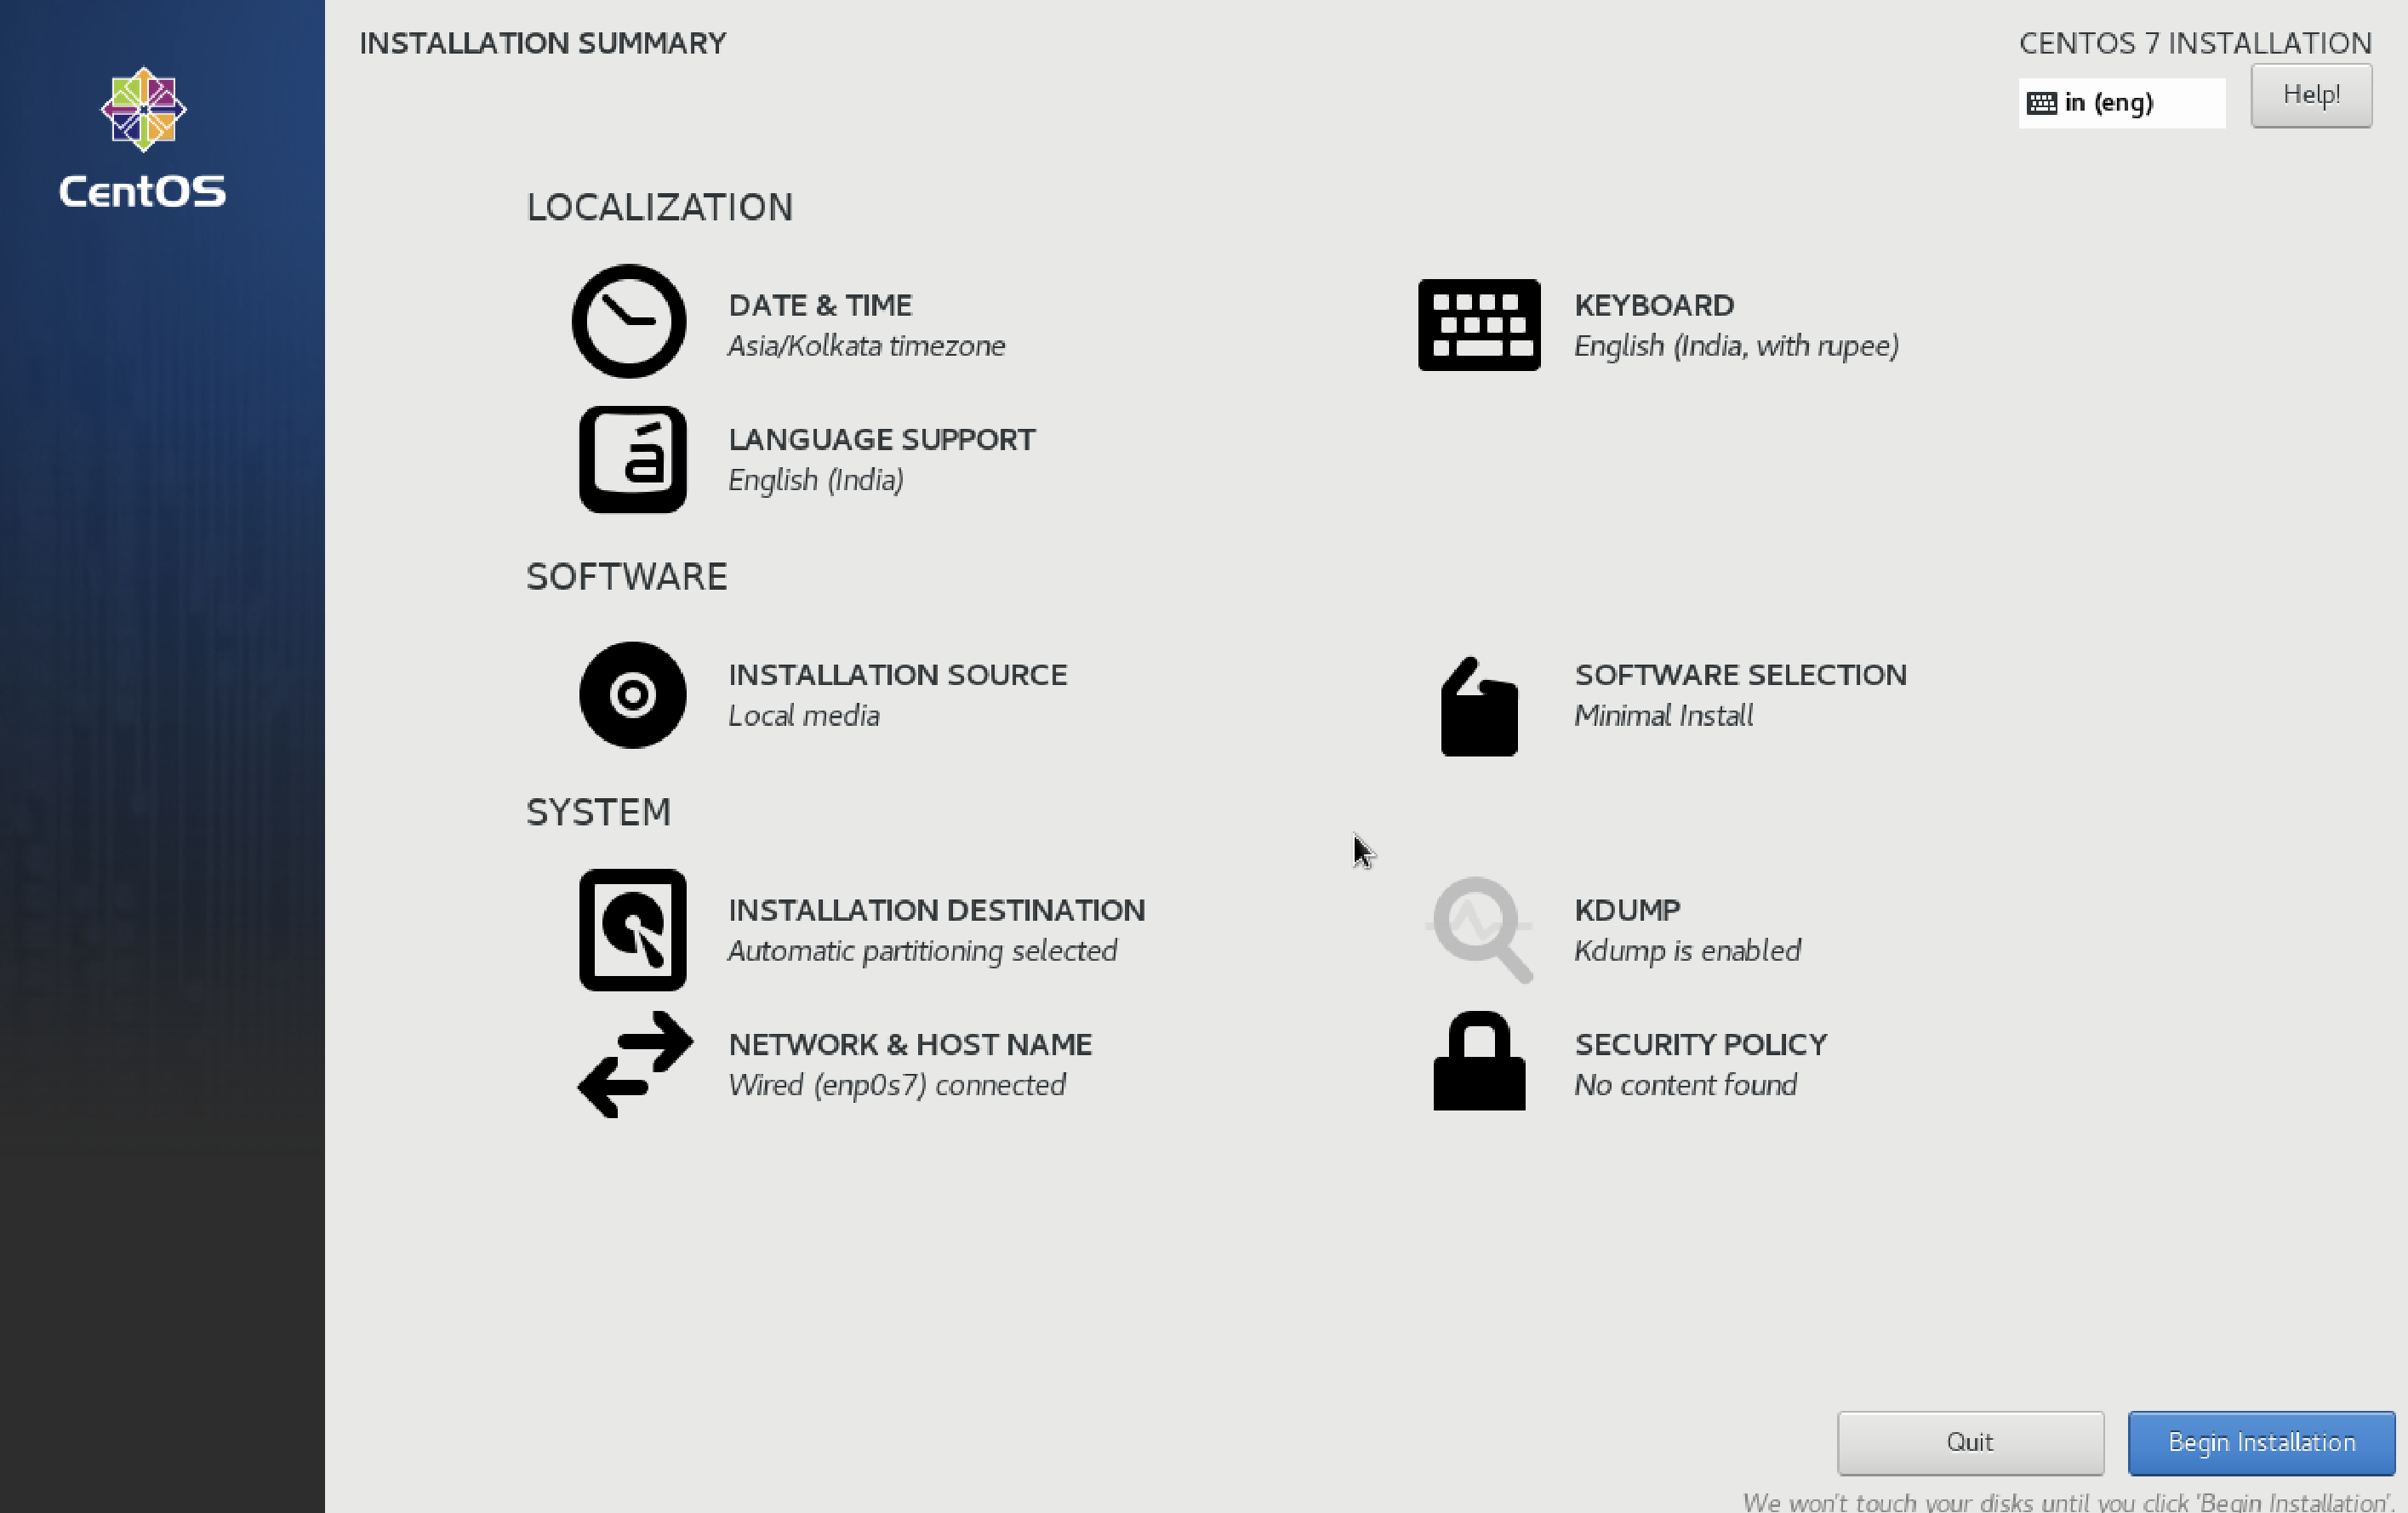 INSTALLATION SUMMARY
CENTOS 7 INSTALLATION
in (eng)
Help!
CentOS
LOCALIZATION
DATE & TIME
Asia/Kolkata timezone
KEYBOARD
English (India, with rupee)
á
LANGUAGE SUPPORT
English (India)
SOFTWARE
INSTALLATION SOURCE
Local media
SOFTWARE SELECTION
Minimal Install
SYSTEM
INSTALLATION DESTINATION
Automatic partitioning selected
KDUMP
Kdump is enabled
NETWORK & HOST NAME
Wired (enp0s7) connected
SECURITY POLICY
No content found
Quit
Begin Installation
We won't touch your disks until you click 'Begin Installation'.